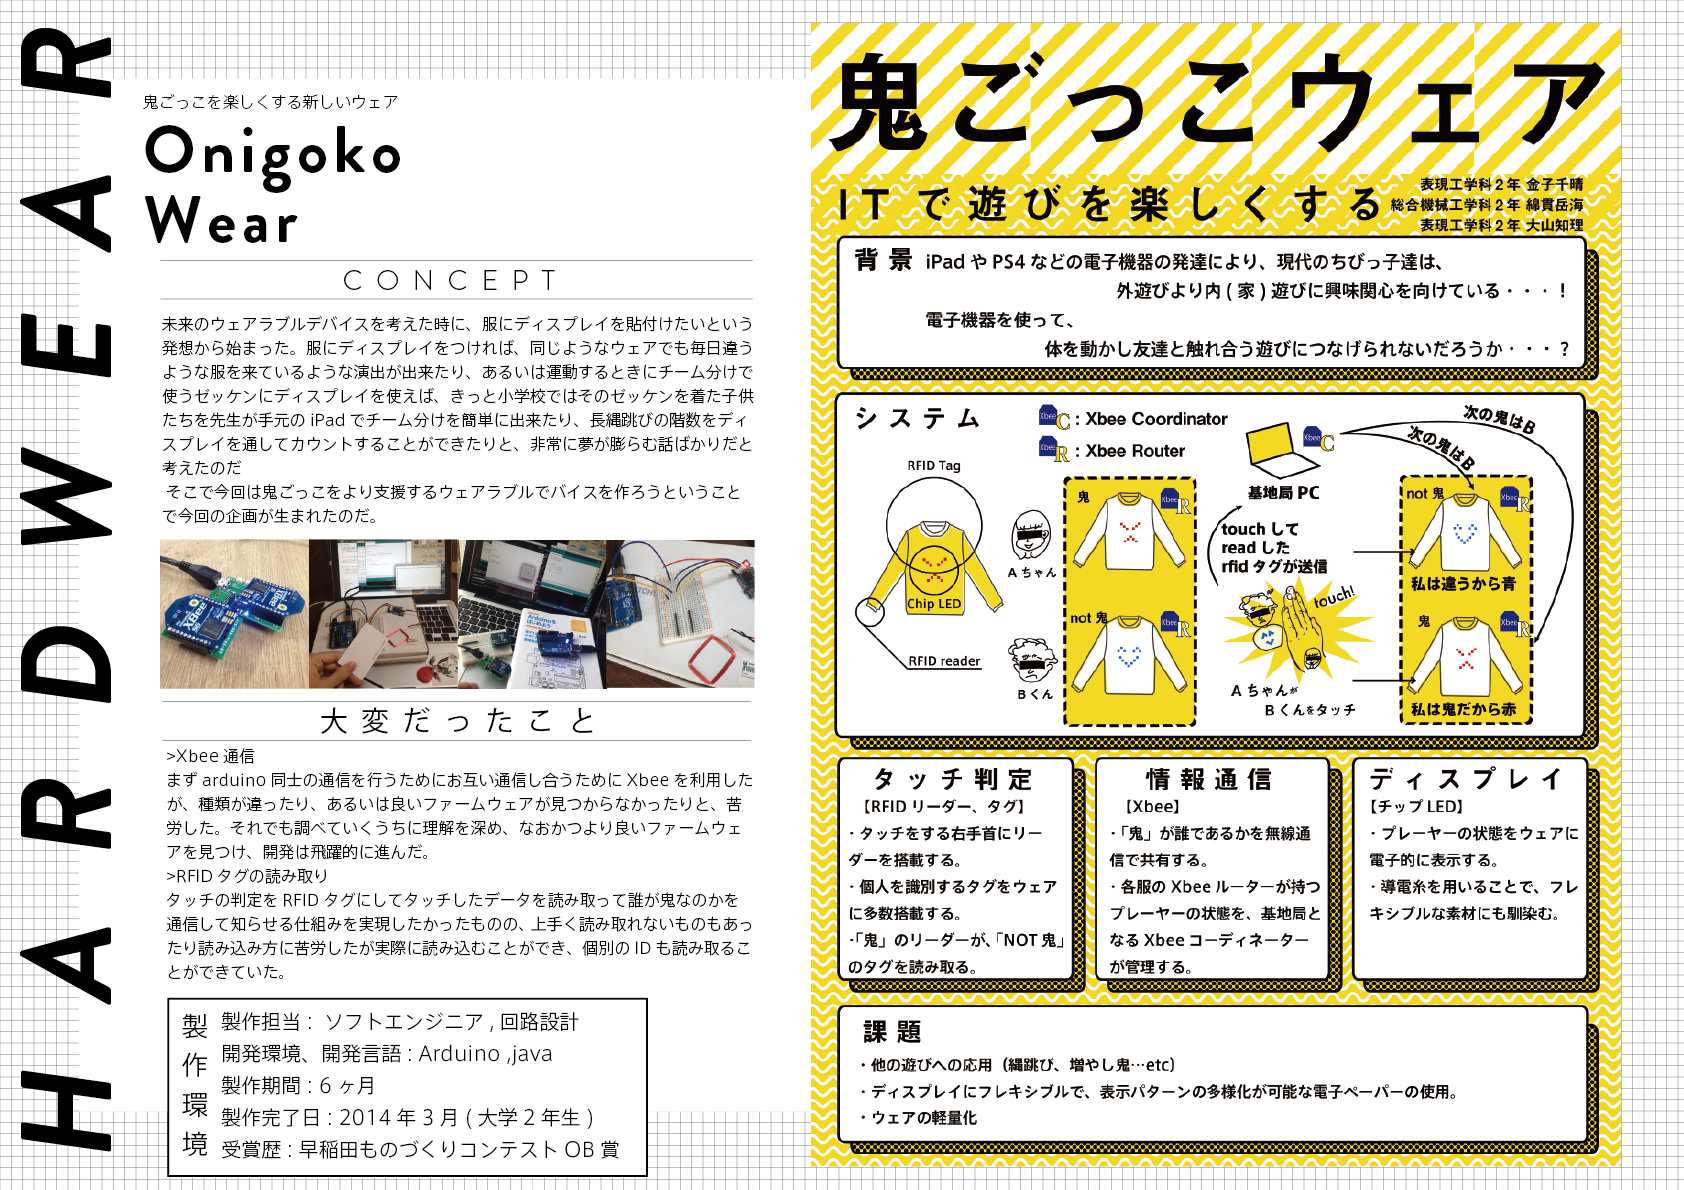 HARDWEAR
鬼ごっこを楽しくする新しいウェア
Onigoko
Wear
CONCEPT
未来のウェアラブルデバイスを考えた時に、服にディスプレイを貼付けたいという
発想から始まった。服にディスプレイをつければ、同じようなウェアでも毎日違う
ような服を来ているような演出が出来たり、あるいは運動するときにチーム分けで
使うゼッケンにディスプレイを使えば、きっと小学校ではそのゼッケンを着た子供
たちを先生が手元の iPad でチーム分けを簡単に出来たり、長縄跳びの階数をディ
スプレイを通してカウントすることができたりと、非常に夢が膨らむ話ばかりだと
考えたのだ
そこで今回は鬼ごっこをより支援するウェアラブルでバイスを作ろうということ
で今回の企画が生まれたのだ。
大変だったこと
>Xbee 通信
まず arduino 同士の通信を行うためにお互い通信し合うために Xbee を利用した
が、種類が違ったり、あるいは良いファームウェアが見つからなかったりと、苦
労した。それでも調べていくうちに理解を深め、なおかつより良いファームウェ
アを見つけ、開発は飛躍的に進んだ。
>RFID タグの読み取り
タッチの判定を RFID タグにしてタッチしたデータを読み取って誰が鬼なのかを
通信して知らせる仕組みを実現したかったものの、上手く読み取れないものもあっ
たり読み込み方に苦労したが実際に読み込むことができ、個別の ID も読み取るこ
とができていた。
製作環境
製作担当 : ソフトエンジニア , 回路設計
開発環境、開発言語 : Arduino ,java
製作期間 : 6 ヶ月
製作完了日 : 2014 年 3 月 ( 大学 2 年生 )
受賞歴 : 早稲田ものづくりコンテスト OB 賞
鬼ごっこウェア
ITで遊びを楽しくする
表現工学科２年 金子千晴
総合機械工学科２年 綿貫岳海
表現工学科２年 大山知理
背景
iPad や PS4 などの電子機器の発達により、現代のちびっ子達は、
外遊びより内 ( 家 ) 遊びに興味関心を向けている・・・！
電子機器を使って、
体を動かし友達と触れ合う遊びにつなげられないだろうか・・・？
システム
Xbee C : Xbee Coordinator
Xbee R : Xbee Router
RFID Tag
Chip LED
RFID reader
Aちゃん
Bくん
鬼
Xbee R
not 鬼
Xbee R
Xbee C
基地局 PC
次の鬼はB
次の鬼はB
touch して
read した
rfid タグが送信
touch!
Aちゃんが
Bくんをタッチ
not 鬼
Xbee R
私は違うから青
鬼
Xbee R
私は鬼だから赤
タッチ判定
【RFID リーダー、タグ】
・タッチをする右手首にリー
ダーを搭載する。
・個人を識別するタグをウェア
に多数搭載する。
・「鬼」のリーダーが、「NOT 鬼」
のタグを読み取る。
情報通信
【Xbee】
・「鬼」が誰であるかを無線通
信で共有する。
・各服の Xbee ルーターが持つ
プレーヤーの状態を、基地局と
なる Xbee コーディネーター
が管理する。
ディスプレイ
【チップ LED】
・プレーヤーの状態をウェアに
電子的に表示する。
・導電糸を用いることで、フレ
キシブルな素材にも馴染む。
課題
・他の遊びへの応用（縄跳び、増やし鬼…etc）
・ディスプレイにフレキシブルで、表示パターンの多様化が可能な電子ペーパーの使用。
・ウェアの軽量化